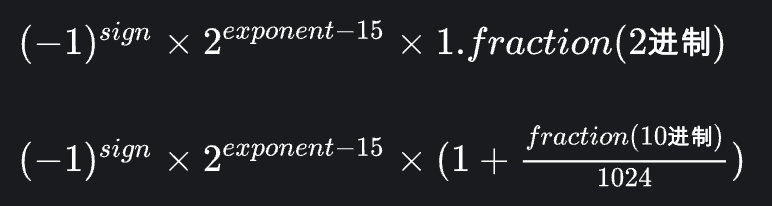 (−1)^{sign} × 2^{exponent−15} × 1.fraction(2进制)
(−1)^{sign} × 2^{exponent−15} × (1 + \frac{fraction(10进制)}{1024})